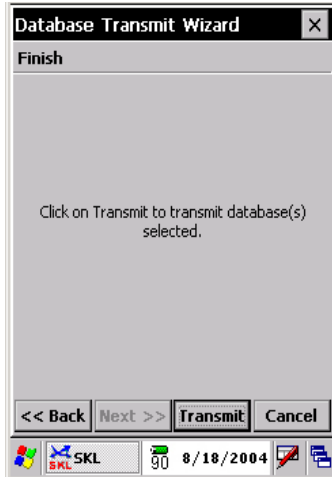 Database Transmit Wizard
Finish
Click on Transmit to transmit database(s)
selected.
<< Back Next >> Transmit Cancel
SKL SKL 90 8/18/2004